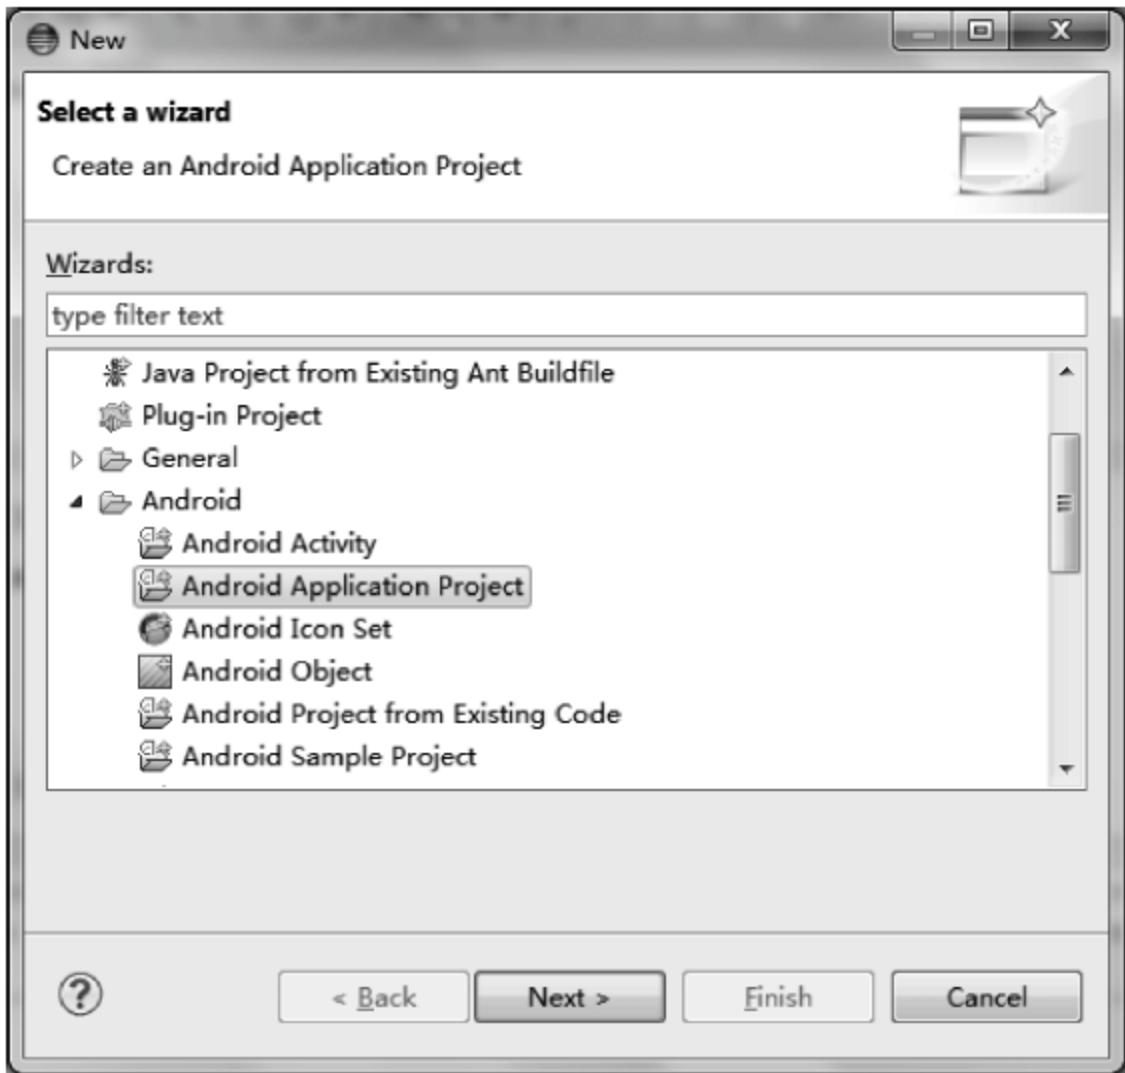 New
Select a wizard
Create an Android Application Project
Wizards:
type filter text
Java Project from Existing Ant Buildfile
Plug-in Project
General
Android
Android Activity
Android Application Project
Android Icon Set
Android Object
Android Project from Existing Code
Android Sample Project
? < Back Next > Finish Cancel